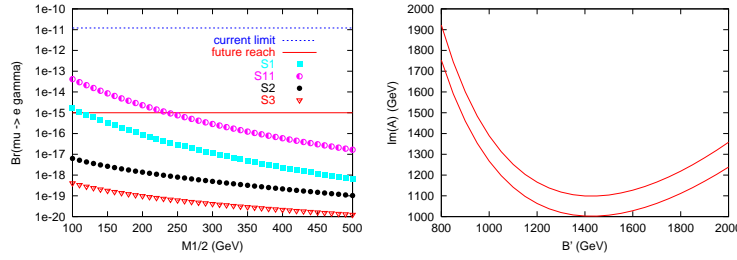 1e-10
1e-11
1e-12
1e-13
1e-14
1e-15
1e-16
1e-17
1e-18
1e-19
1e-20
Br(mu -> e gamma)
current limit
future reach
S1
S11
S2
S3
100 150 200 250 300 350 400 450 500
M1/2 (GeV)
2000
1900
1800
1700
1600
1500
1400
1300
1200
1100
1000
Im(A) (GeV)
800 1000 1200 1400 1600 1800 2000
B' (GeV)